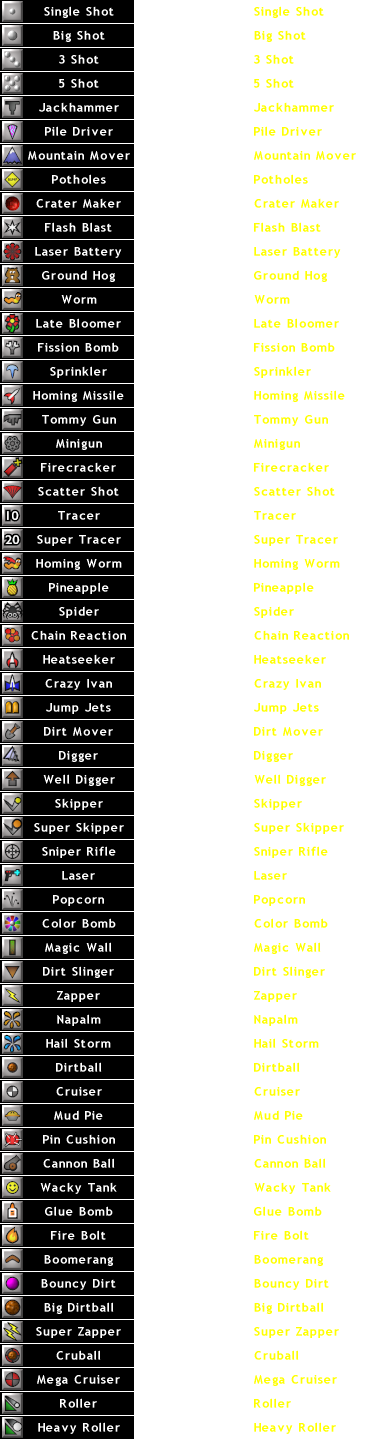 Single Shot Single Shot
Big Shot Big Shot
3 Shot 3 Shot
5 Shot 5 Shot
Jackhammer Jackhammer
Pile Driver Pile Driver
Mountain Mover Mountain Mover
Potholes Potholes
Crater Maker Crater Maker
Flash Blast Flash Blast
Laser Battery Laser Battery
Ground Hog Ground Hog
Worm Worm
Late Bloomer Late Bloomer
Fission Bomb Fission Bomb
Sprinkler Sprinkler
Homing Missile Homing Missile
Tommy Gun Tommy Gun
Minigun Minigun
Firecracker Firecracker
Scatter Shot Scatter Shot
10 Tracer Tracer
20 Super Tracer Super Tracer
Homing Worm Homing Worm
Pineapple Pineapple
Spider Spider
Chain Reaction Chain Reaction
Heatseeker Heatseeker
Crazy Ivan Crazy Ivan
Jump Jets Jump Jets
Dirt Mover Dirt Mover
Digger Digger
Well Digger Well Digger
Skipper Skipper
Super Skipper Super Skipper
Sniper Rifle Sniper Rifle
Laser Laser
Popcorn Popcorn
Color Bomb Color Bomb
Magic Wall Magic Wall
Dirt Slinger Dirt Slinger
Zapper Zapper
Napalm Napalm
Hail Storm Hail Storm
Dirtball Dirtball
Cruiser Cruiser
Mud Pie Mud Pie
Pin Cushion Pin Cushion
Cannon Ball Cannon Ball
Wacky Tank Wacky Tank
Glue Bomb Glue Bomb
Fire Bolt Fire Bolt
Boomerang Boomerang
Bouncy Dirt Bouncy Dirt
Big Dirtball Big Dirtball
Super Zapper Super Zapper
Cruball Cruball
Mega Cruiser Mega Cruiser
Roller Roller
Heavy Roller Heavy Roller